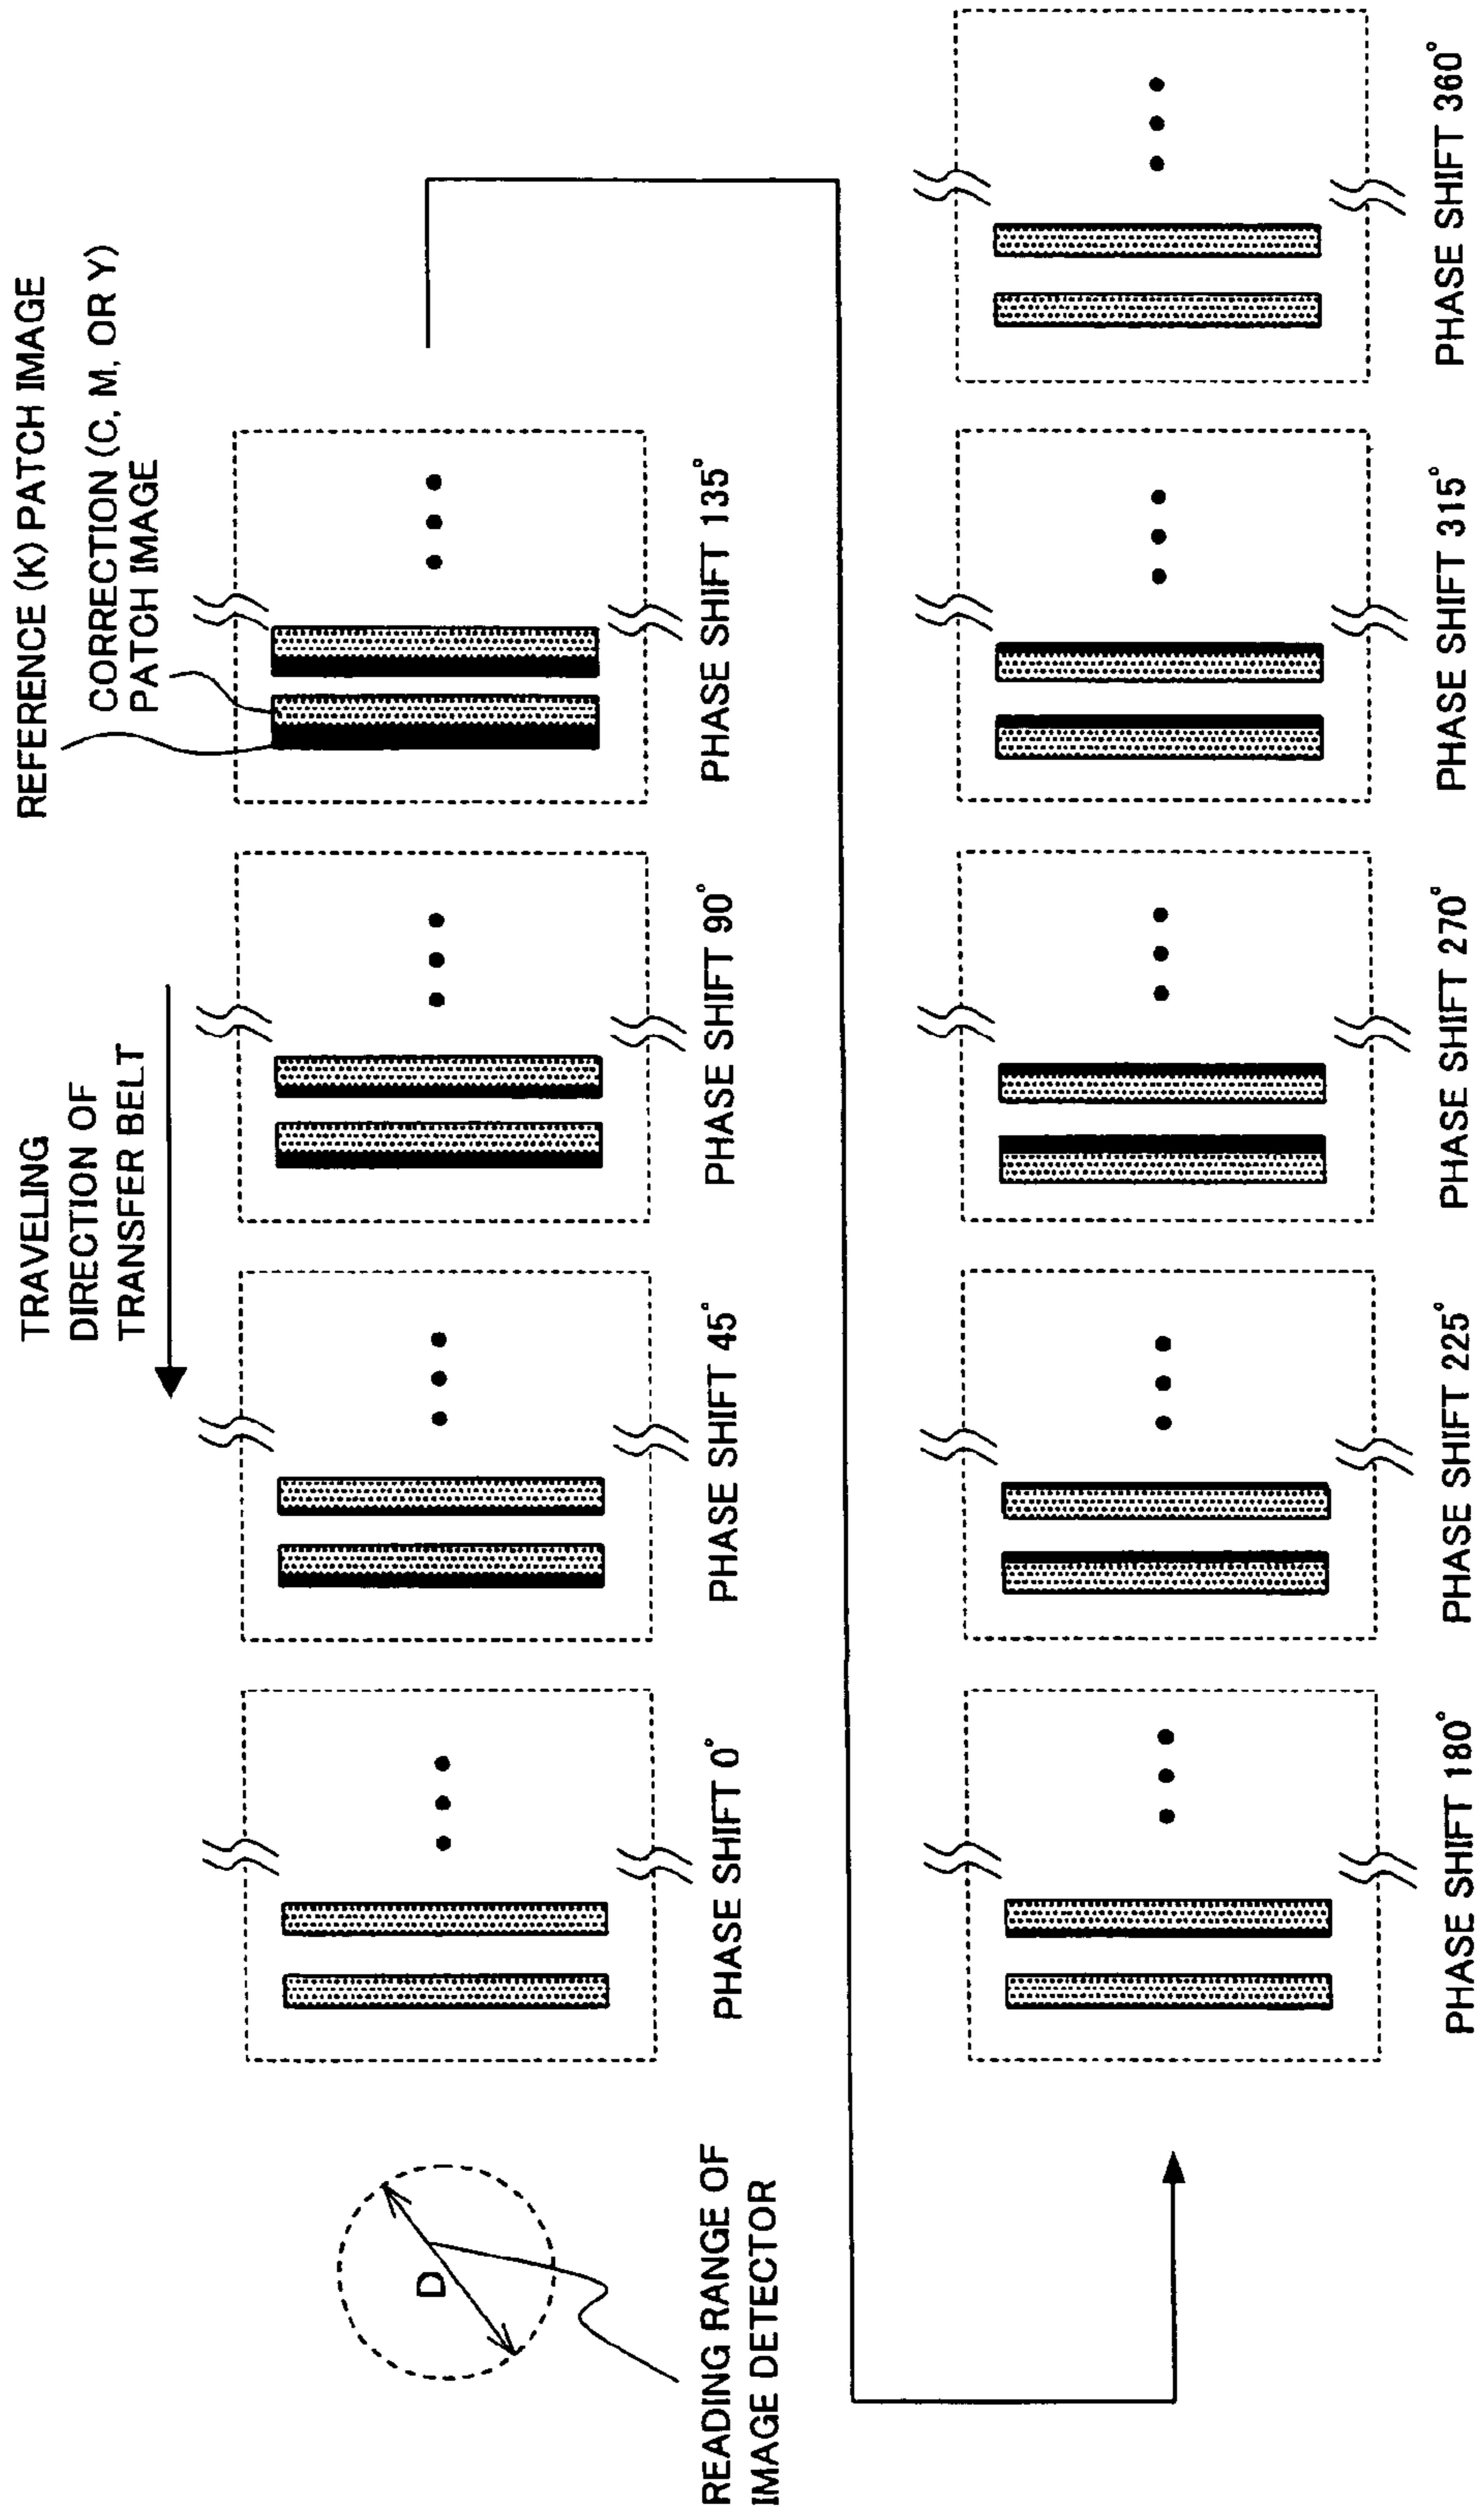 TRAVELING
DIRECTION OF
TRANSFER BELT
REFERENCE (K) PATCH IMAGE
CORRECTION (C, M, OR Y)
PATCH IMAGE
D
READING RANGE OF
IMAGE DETECTOR
PHASE SHIFT 0°
PHASE SHIFT 45°
PHASE SHIFT 90°
PHASE SHIFT 135°
PHASE SHIFT 180°
PHASE SHIFT 225°
PHASE SHIFT 270°
PHASE SHIFT 315°
PHASE SHIFT 360°